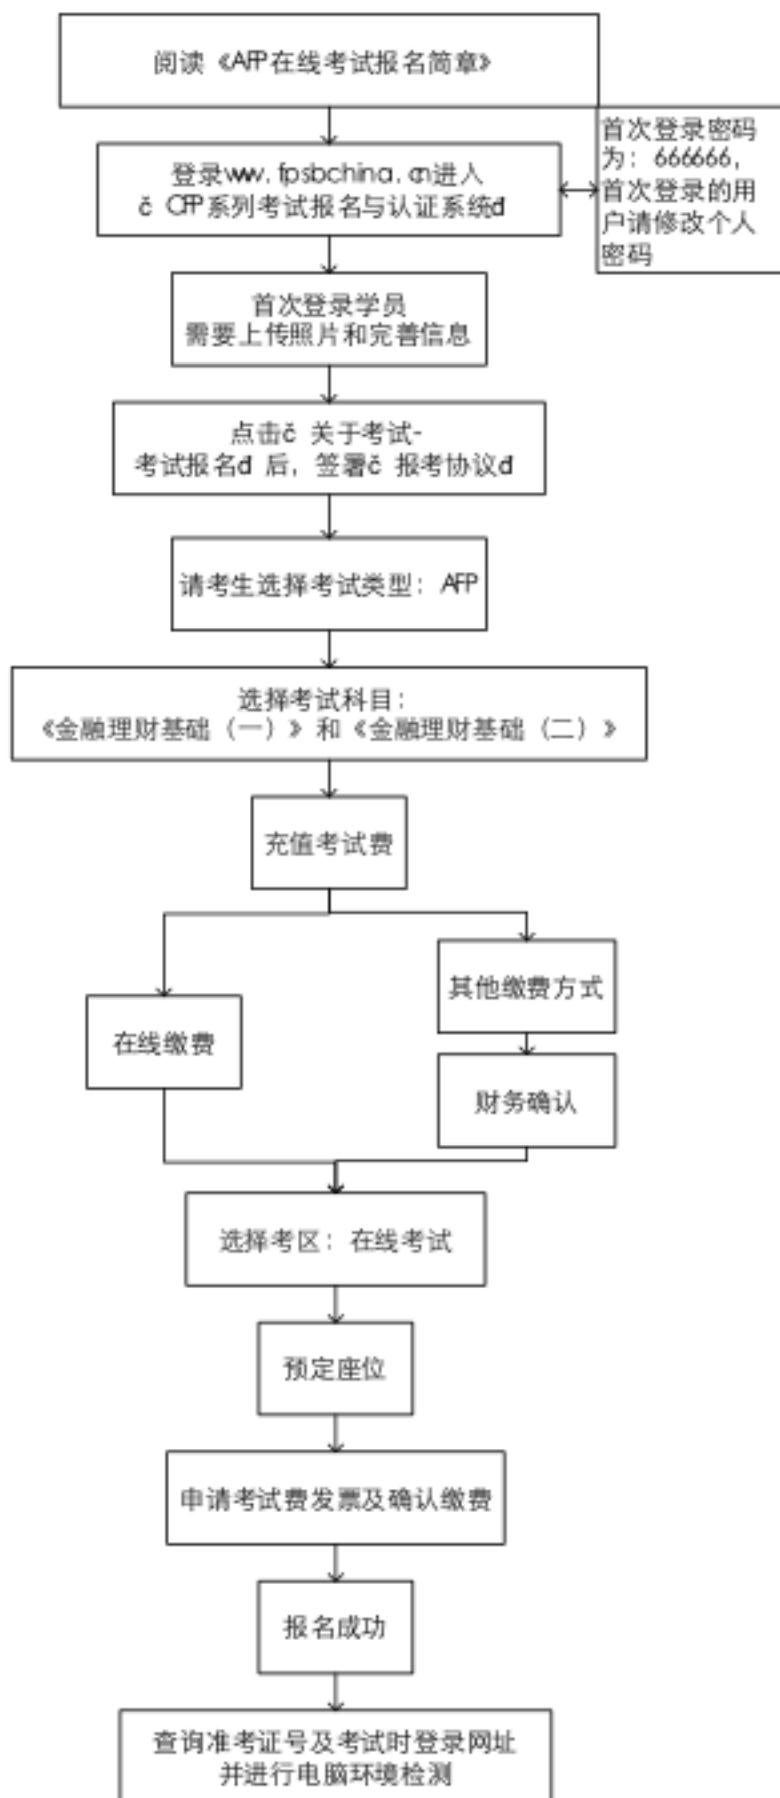 阅读《AFP在线考试报名简章》
登录www.fpsbchina.cn进入
č CFP系列考试报名与认证系统đ
首次登录密码
为：666666，
首次登录的用
户请修改个人
密码
首次登录学员
需要上传照片和完善信息
点击č 关于考试-
考试报名đ 后，签署č 报考协议đ
请考生选择考试类型：AFP
选择考试科目：
《金融理财基础（一）》和《金融理财基础（二）》
充值考试费
其他缴费方式
在线缴费
财务确认
选择考区：在线考试
预定座位
申请考试费发票及确认缴费
报名成功
查询准考证号及考试时登录网址
并进行电脑环境检测